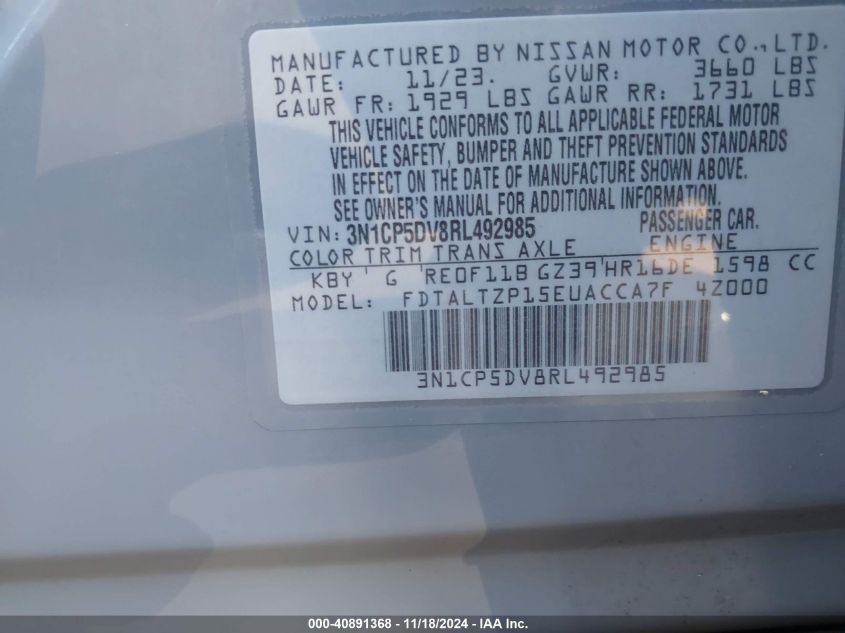 MANUFACTURED BY NISSAN MOTOR CO., LTD.
DATE: 11/23. GVWR: 3660 LBS
GAWR FR: 1929 LBS GAWR RR: 1731 LBS
THIS VEHICLE CONFORMS TO ALL APPLICABLE FEDERAL MOTOR
VEHICLE SAFETY, BUMPER AND THEFT PREVENTION STANDARDS
IN EFFECT ON THE DATE OF MANUFACTURE SHOWN ABOVE.
SEE OWNER'S MANUAL FOR ADDITIONAL INFORMATION.
VIN: 3N1CP5DV8RL492985 PASSENGER CAR.
COLOR TRIM TRANS AXLE ENGINE
KBY G RE0F11B GZ39 HR16DE 1598 CC
MODEL: FDTALTZP15EUACCA7F 4Z000
3N1CP5DV8RL492985
000-40891368 - 11/18/2024 - IAA, Inc.